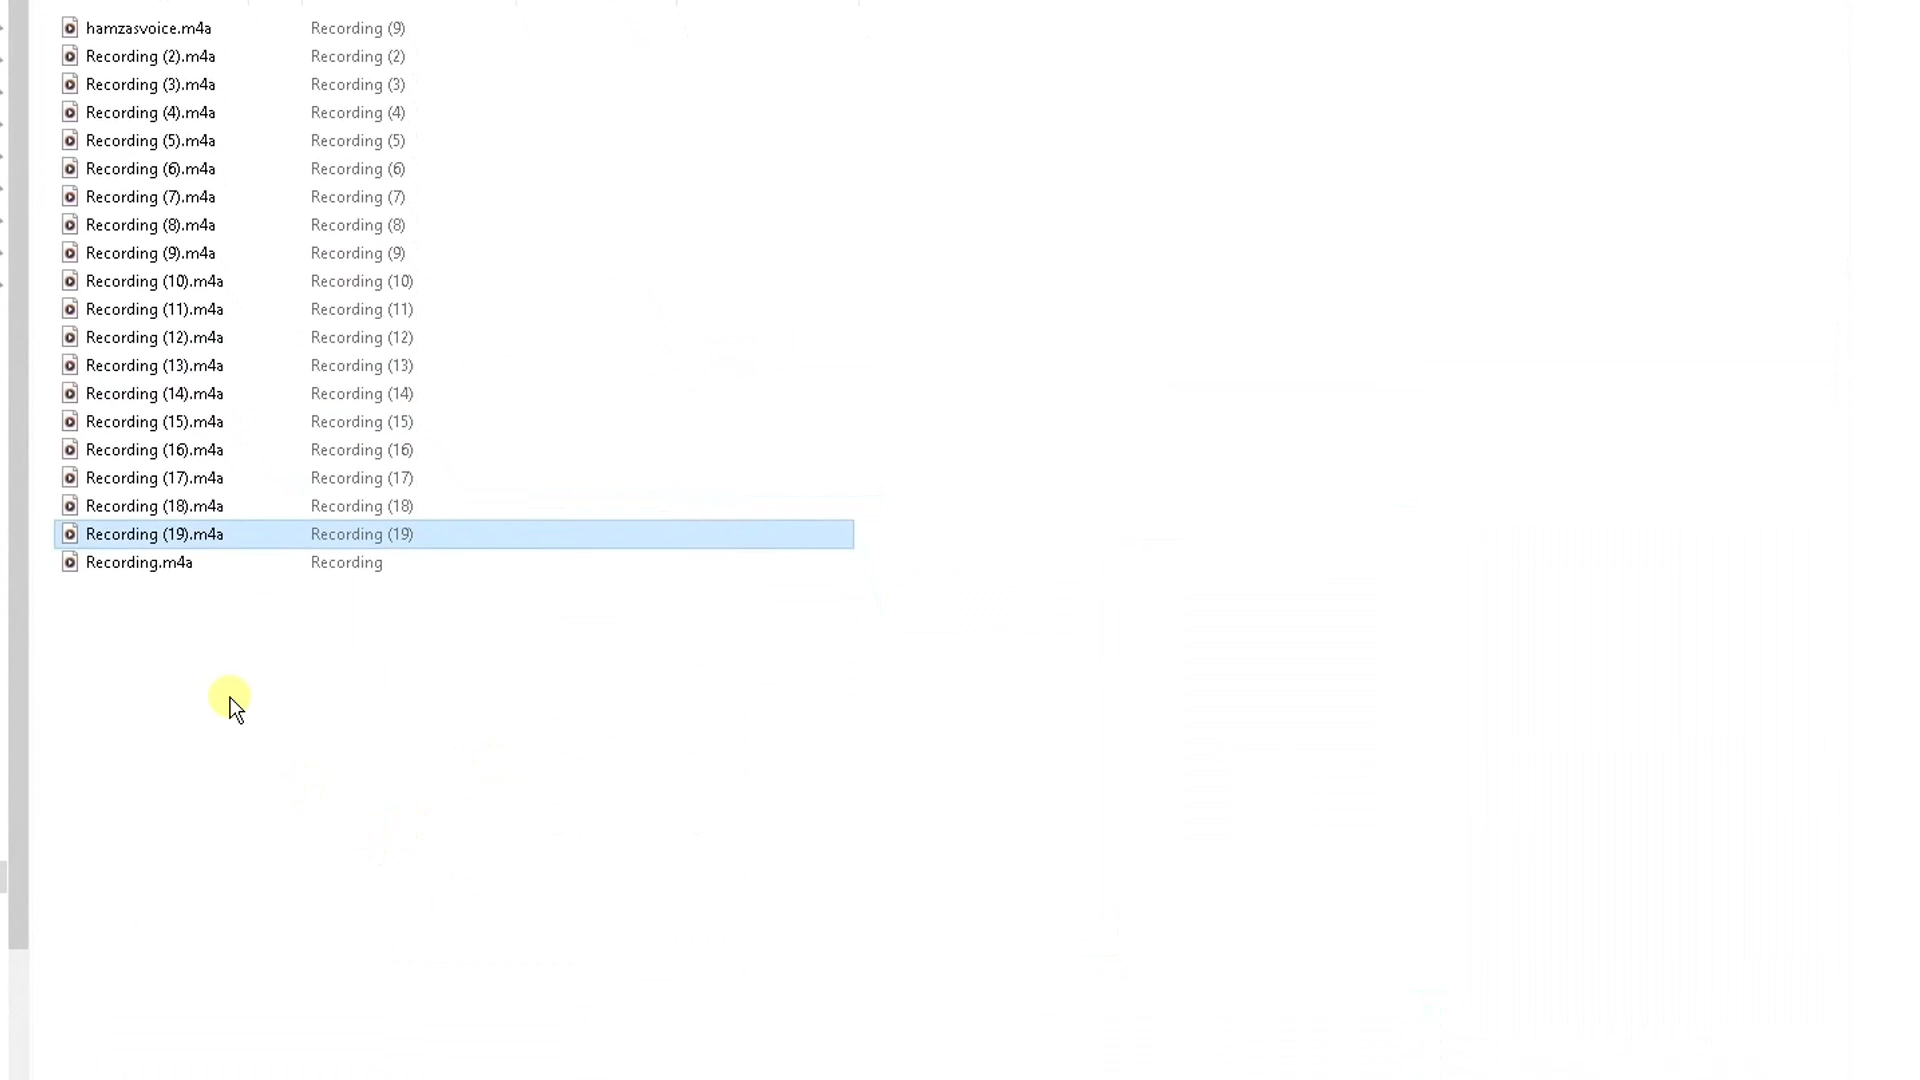 hamzasvoice.m4a Recording (9)
Recording (2).m4a Recording (2)
Recording (3).m4a Recording (3)
Recording (4).m4a Recording (4)
Recording (5).m4a Recording (5)
Recording (6).m4a Recording (6)
Recording (7).m4a Recording (7)
Recording (8).m4a Recording (8)
Recording (9).m4a Recording (9)
Recording (10).m4a Recording (10)
Recording (11).m4a Recording (11)
Recording (12).m4a Recording (12)
Recording (13).m4a Recording (13)
Recording (14).m4a Recording (14)
Recording (15).m4a Recording (15)
Recording (16).m4a Recording (16)
Recording (17).m4a Recording (17)
Recording (18).m4a Recording (18)
Recording (19).m4a Recording (19)
Recording.m4a Recording